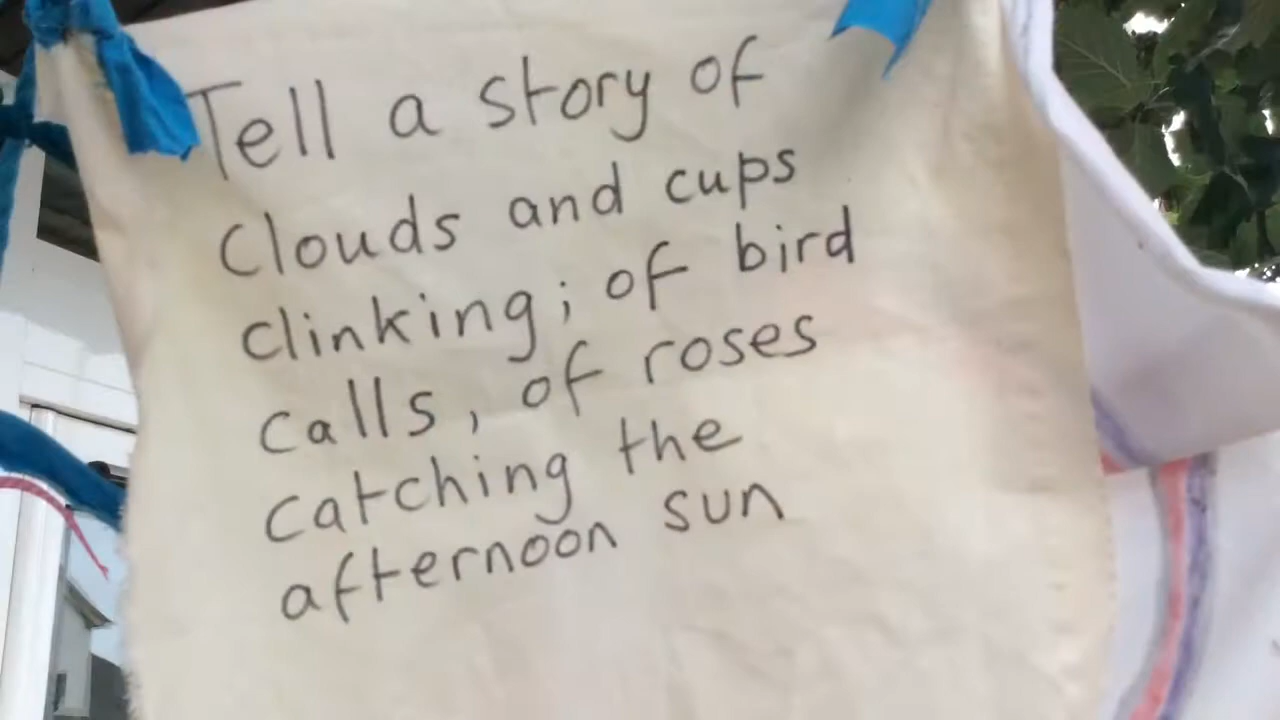 Tell a story of
Clouds and cups
clinking; of bird
calls, of roses
catching the
afternoon sun